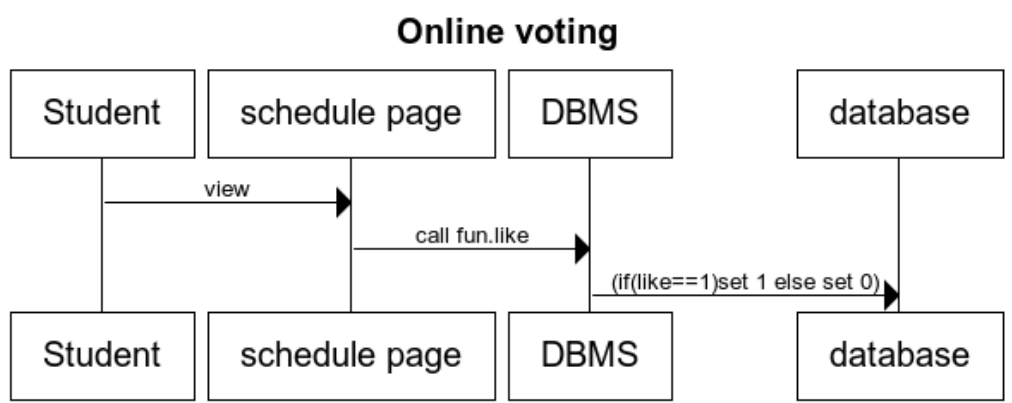 Online voting
Student
schedule page
DBMS
database
view
call fun.like
(if(like==1)set 1 else set 0)
Student
schedule page
DBMS
database